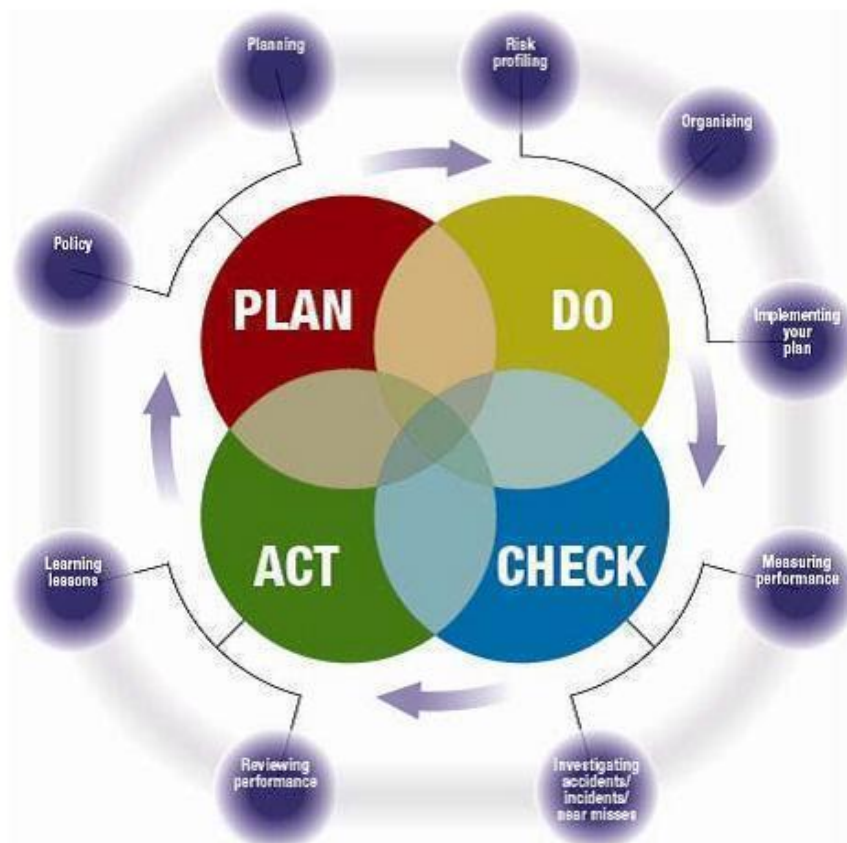 Planning
Risk
profiling
Organising
Policy
PLAN
DO
Implementing
your
plan
ACT
CHECK
Learning
lessons
Measuring
performance
Reviewing
performance
Investigating
accidents/
incidents/
near misses